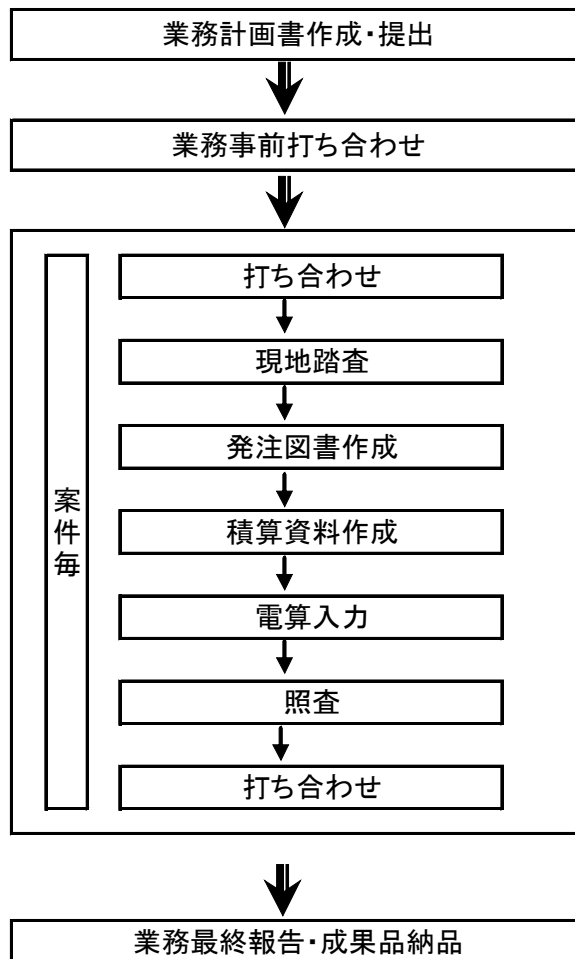 業務計画書作成・提出
業務事前打ち合わせ
案件毎
打ち合わせ
現地踏査
発注図書作成
積算資料作成
電算入力
照査
打ち合わせ
業務最終報告・成果品納品